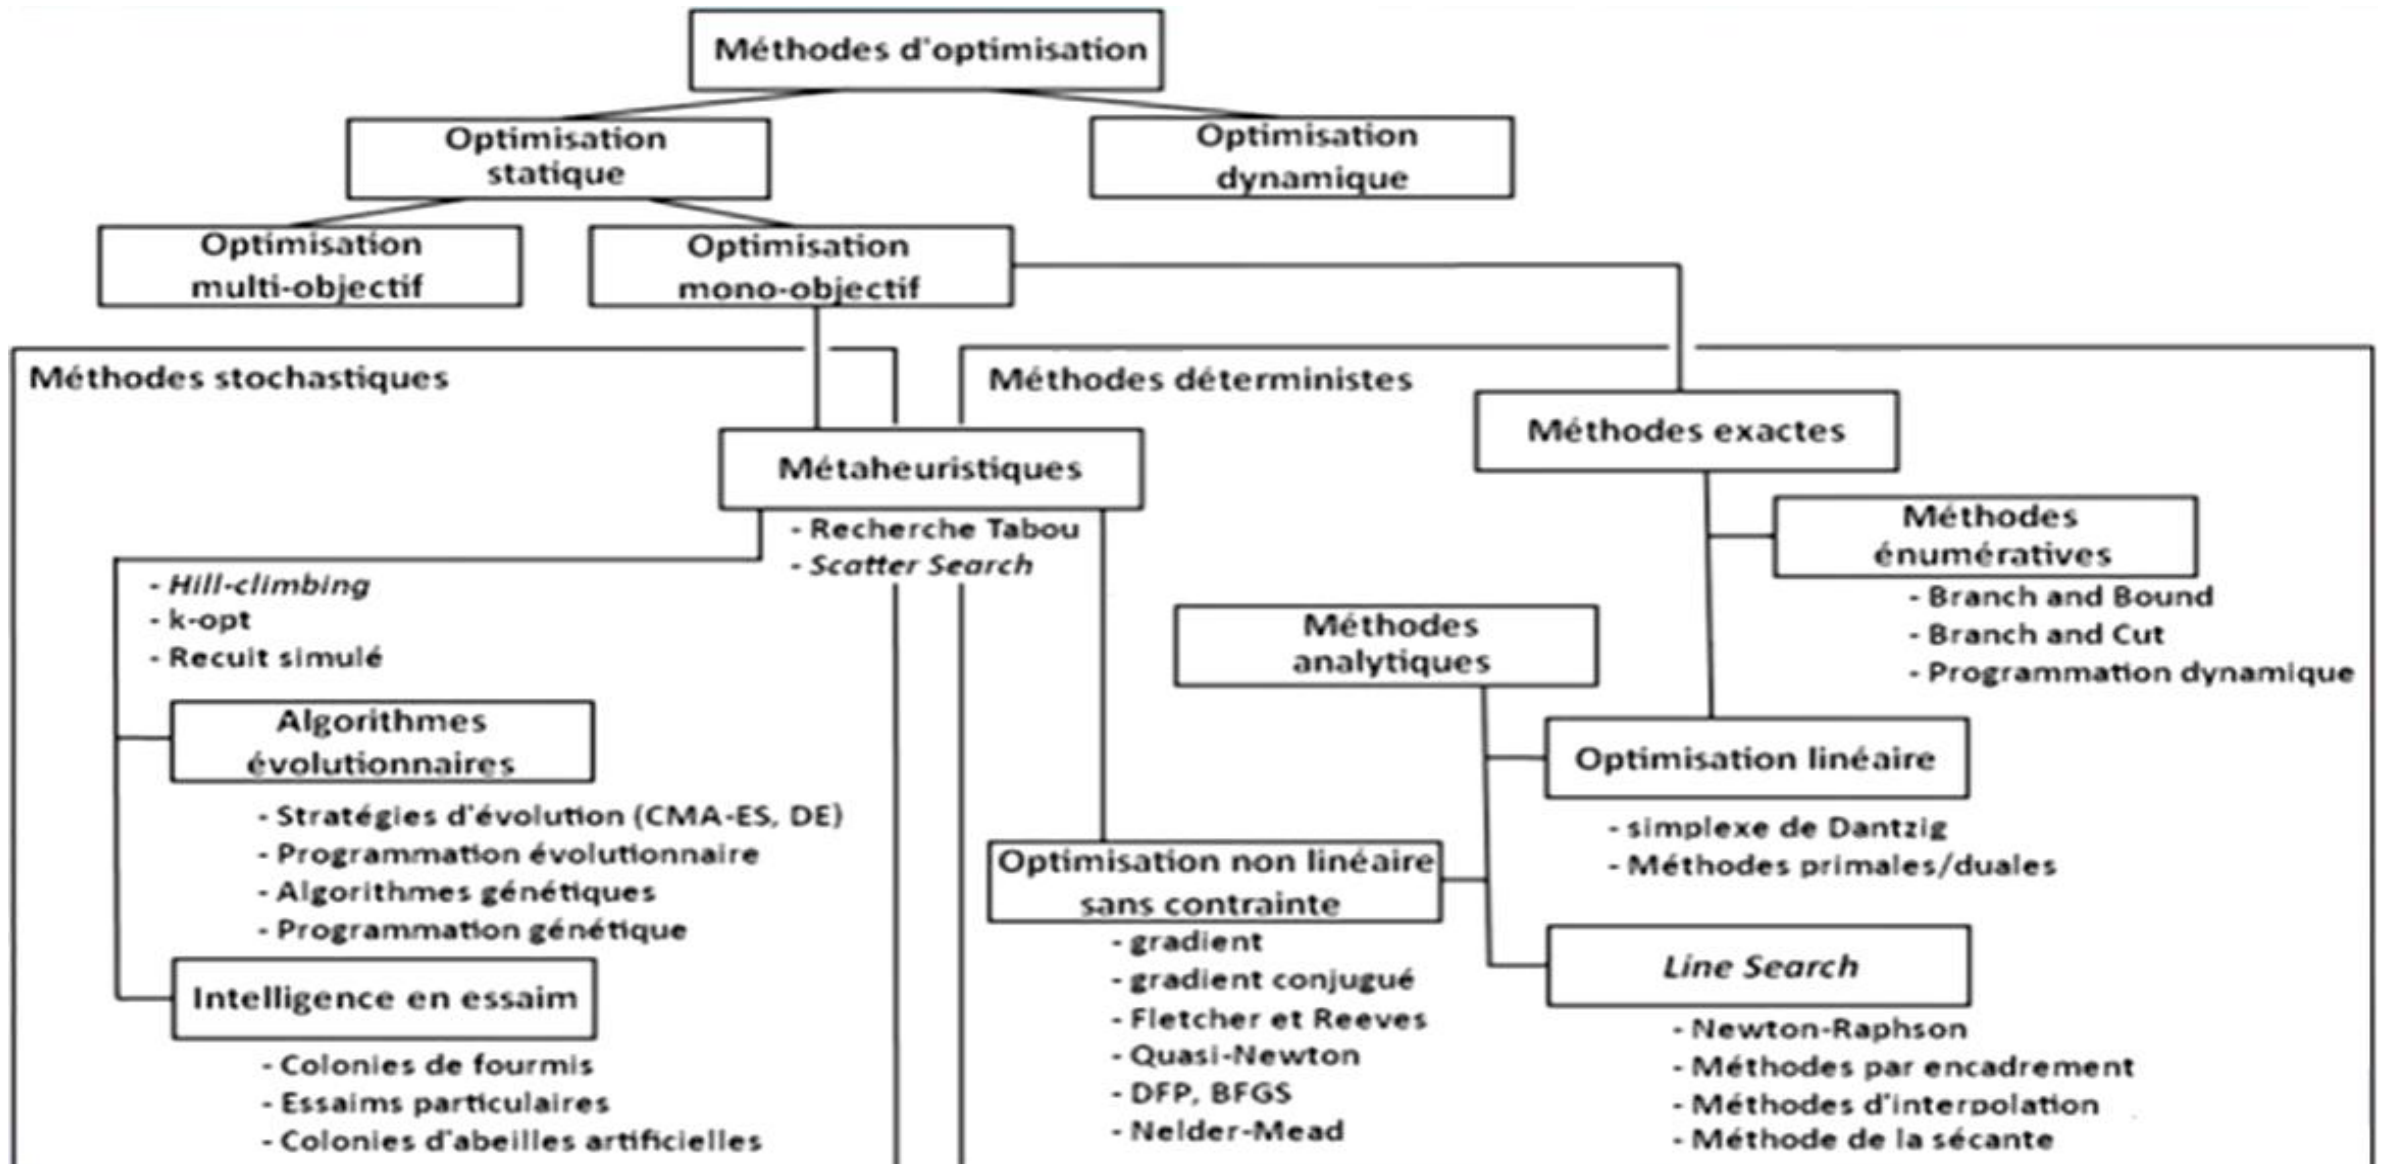 Méthodes d'optimisation
Optimisation
statique
Optimisation
dynamique
Optimisation
multi-objectif
Optimisation
mono-objectif
Méthodes stochastiques
Méthodes déterministes
Métaheuristiques
- Recherche Tabou
- Scatter Search
- Hill-climbing
- k-opt
- Recuit simulé
Algorithmes
évolutionnaires
- Stratégies d'évolution (CMA-ES, DE)
- Programmation évolutionnaire
- Algorithmes génétiques
- Programmation génétique
Intelligence en essaim
- Colonies de fourmis
- Essaims particulaires
- Colonies d'abeilles artificielles
Méthodes exactes
Méthodes
énumératives
- Branch and Bound
- Branch and Cut
- Programmation dynamique
Méthodes
analytiques
Optimisation linéaire
- simplexe de Dantzig
- Méthodes primales/duales
Optimisation non linéaire
sans contrainte
- gradient
- gradient conjugué
- Fletcher et Reeves
- Quasi-Newton
- DFP, BFGS
- Nelder-Mead
Line Search
- Newton-Raphson
- Méthodes par encadrement
- Méthodes d'interpolation
- Méthode de la sécante